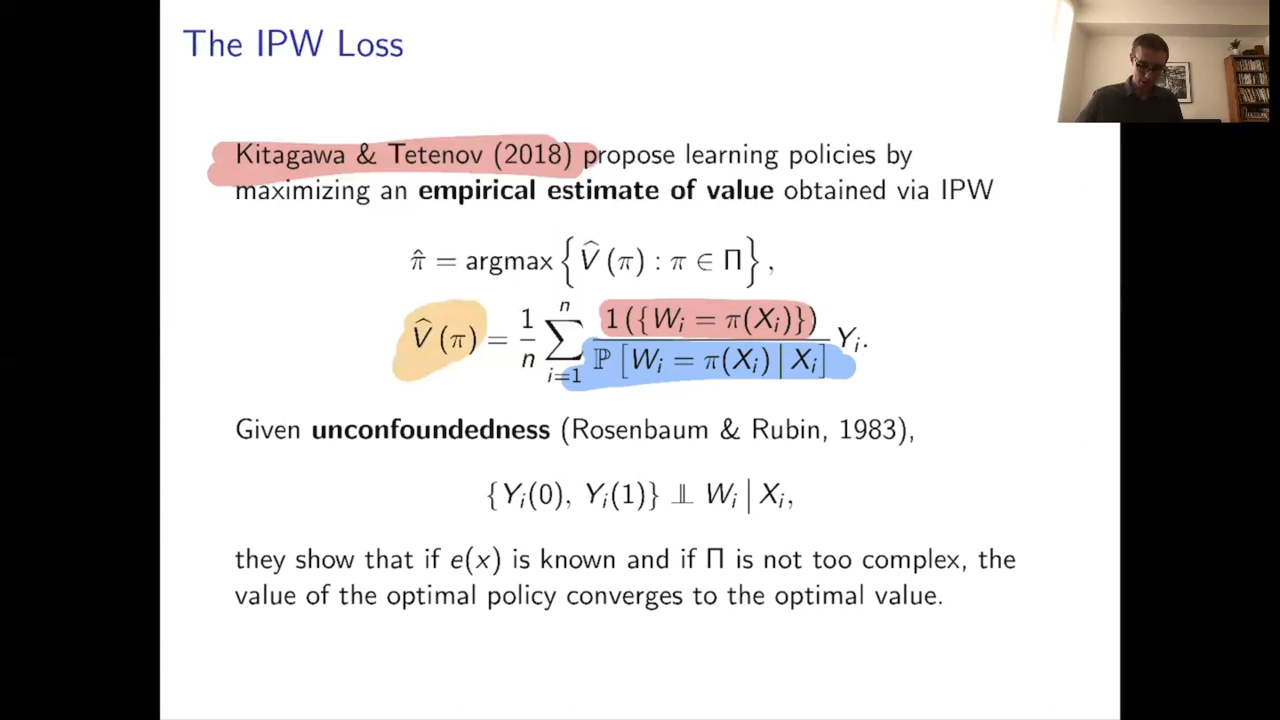 The IPW Loss
Kitagawa & Tetenov (2018) propose learning policies by
maximizing an empirical estimate of value obtained via IPW
π̂ = argmax { V̂ (π) : π ∈ Π } ,
V̂ (π) = 1/n ∑_{i=1}^{n} 1 ({W_i = π(X_i)}) / ℙ [W_i = π(X_i) | X_i] Y_i.
Given unconfoundedness (Rosenbaum & Rubin, 1983),
{Y_i(0), Y_i(1)} ⫫ W_i | X_i,
they show that if e(x) is known and if Π is not too complex, the
value of the optimal policy converges to the optimal value.